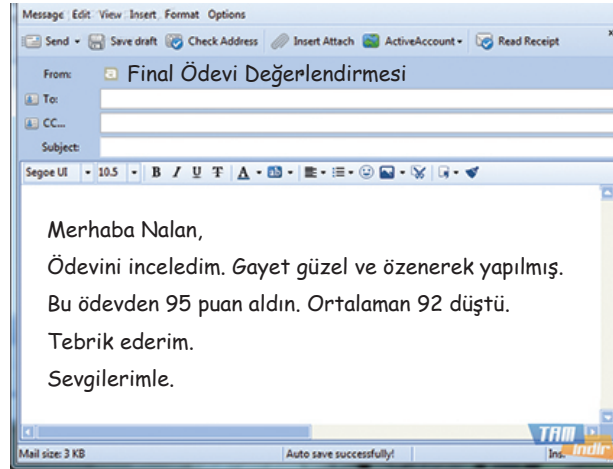 Message Edit View Insert Format Options
Send Save draft Check Address Insert Attach ActiveAccount Read Receipt
From: Final Ödevi Değerlendirmesi
To:
CC...
Subject:
Segoe UI 10.5 B I U T A
Merhaba Nalan,
Ödevini inceledim. Gayet güzel ve özenerek yapılmış.
Bu ödevden 95 puan aldın. Ortalaman 92 düştü.
Tebrik ederim.
Sevgilerimle.
TAM
indir
Mail size: 3 KB Auto save successfully! Ins.